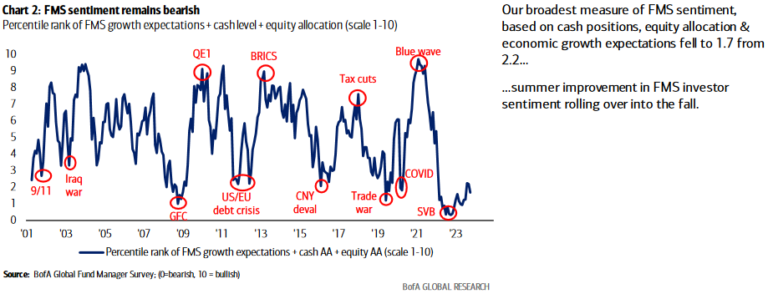 Chart 2: FMS sentiment remains bearish
Percentile rank of FMS growth expectations + cash level + equity allocation (scale 1-10)
Our broadest measure of FMS sentiment,
based on cash positions, equity allocation &
economic growth expectations fell to 1.7 from
2.2...
...summer improvement in FMS investor
sentiment rolling over into the fall.
10
9
8
7
6
5
4
3
2
1
0
QE1
BRICS
Blue wave
Tax cuts
9/11
Iraq
war
GFC
US/EU
debt crisis
CNY
deval
Trade
war
COVID
SVB
'01 '03 '05 '07 '09 '11 '13 '15 '17 '19 '21 '23
Percentile rank of FMS growth expectations + cash AA + equity AA (scale 1-10)
Source: BofA Global Fund Manager Survey; (0=bearish, 10 = bullish)
BofA GLOBAL RESEARCH